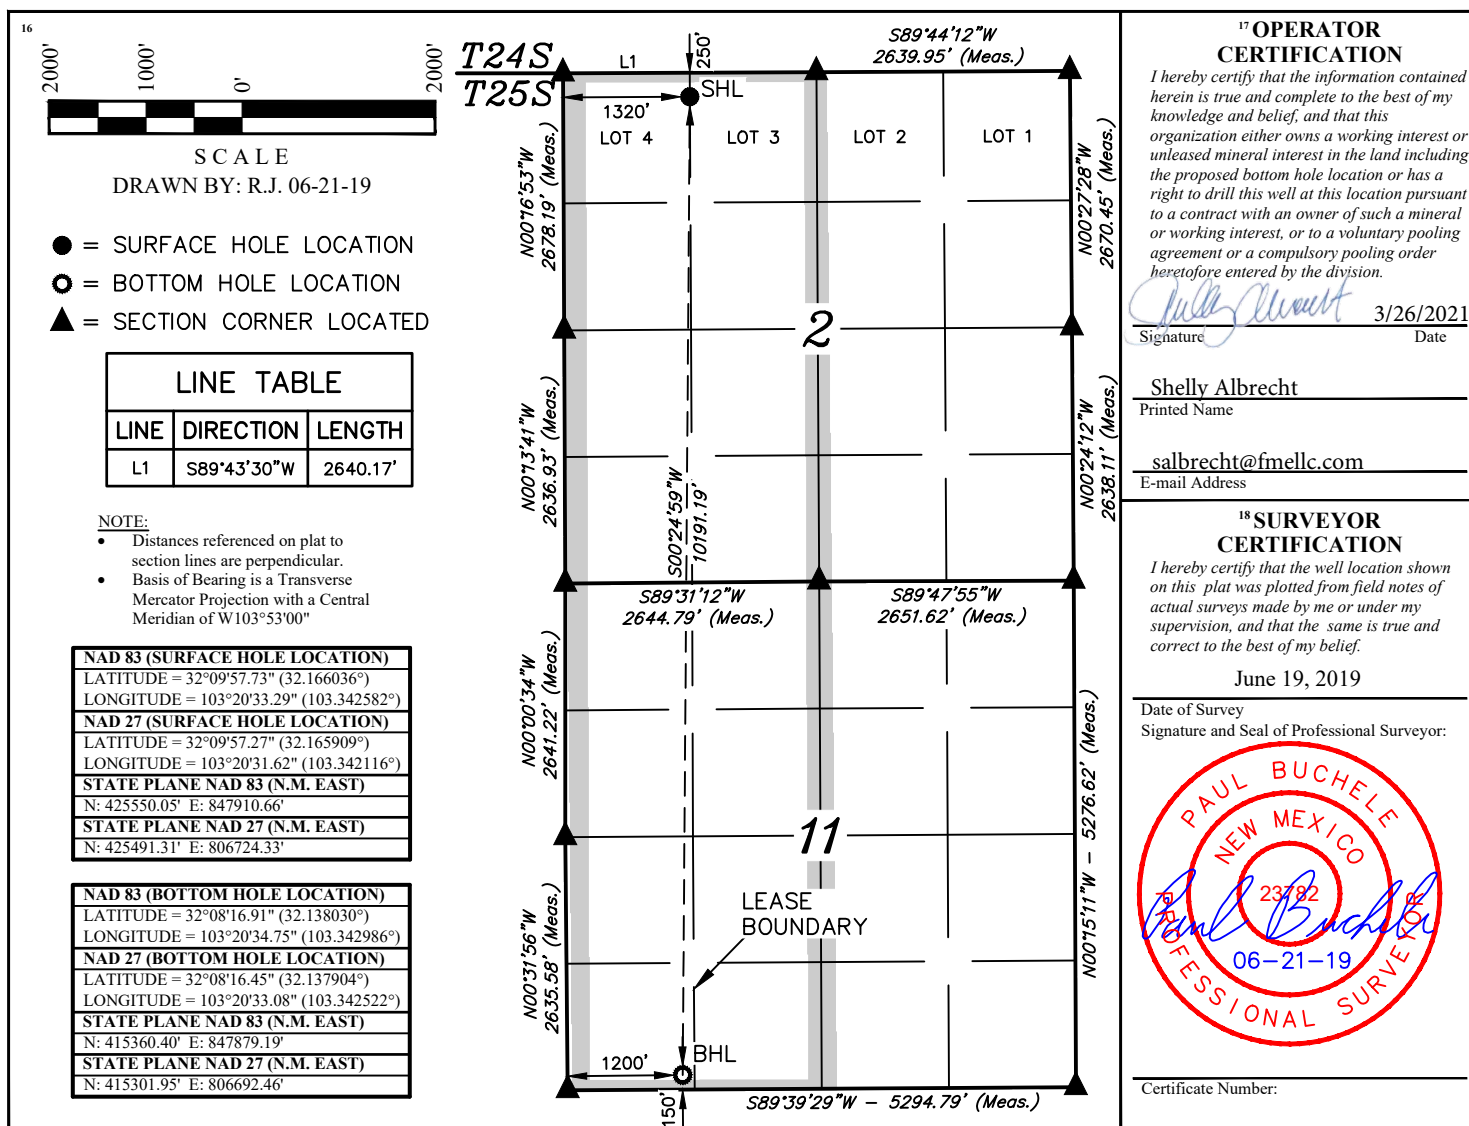 16
2000'
1000'
0'
2000'
SCALE
DRAWN BY: R.J. 06-21-19
= SURFACE HOLE LOCATION
= BOTTOM HOLE LOCATION
= SECTION CORNER LOCATED
LINE TABLE
LINE DIRECTION LENGTH
L1 S89°43'30"W 2640.17'
NOTE:
• Distances referenced on plat to
section lines are perpendicular.
• Basis of Bearing is a Transverse
Mercator Projection with a Central
Meridian of W103°53'00"
NAD 83 (SURFACE HOLE LOCATION)
LATITUDE = 32°09'57.73" (32.166036°)
LONGITUDE = 103°20'33.29" (103.342582°)
NAD 27 (SURFACE HOLE LOCATION)
LATITUDE = 32°09'57.27" (32.165909°)
LONGITUDE = 103°20'31.62" (103.342116°)
STATE PLANE NAD 83 (N.M. EAST)
N: 425550.05' E: 847910.66'
STATE PLANE NAD 27 (N.M. EAST)
N: 425491.31' E: 806724.33'
NAD 83 (BOTTOM HOLE LOCATION)
LATITUDE = 32°08'16.91" (32.138030°)
LONGITUDE = 103°20'34.75" (103.342986°)
NAD 27 (BOTTOM HOLE LOCATION)
LATITUDE = 32°08'16.45" (32.137904°)
LONGITUDE = 103°20'33.08" (103.342522°)
STATE PLANE NAD 83 (N.M. EAST)
N: 415360.40' E: 847879.19'
STATE PLANE NAD 27 (N.M. EAST)
N: 415301.95' E: 806692.46'
T24S
T25S
L1
250'
S89°44'12"W
2639.95' (Meas.)
SHL
1320'
LOT 4
LOT 3
LOT 2
LOT 1
N00°16'53"W
2678.19' (Meas.)
N00°27'28"W
2670.45' (Meas.)
2
N00°13'41"W
2636.93' (Meas.)
S00°24'59"W
10191.19'
N00°24'12"W
2638.11' (Meas.)
S89°31'12"W
2644.79' (Meas.)
S89°47'55"W
2651.62' (Meas.)
N00°00'34"W
2641.22' (Meas.)
11
N00°15'11"W - 5276.62' (Meas.)
LEASE
BOUNDARY
N00°31'56"W
2635.58' (Meas.)
1200'
BHL
150'
S89°39'29"W - 5294.79' (Meas.)
17 OPERATOR
CERTIFICATION
I hereby certify that the information contained
herein is true and complete to the best of my
knowledge and belief, and that this
organization either owns a working interest or
unleased mineral interest in the land including
the proposed bottom hole location or has a
right to drill this well at this location pursuant
to a contract with an owner of such a mineral
or working interest, or to a voluntary pooling
agreement or a compulsory pooling order
heretofore entered by the division.
3/26/2021
Signature Date
Shelly Albrecht
Printed Name
salbrecht@fmellc.com
E-mail Address
18 SURVEYOR
CERTIFICATION
I hereby certify that the well location shown
on this plat was plotted from field notes of
actual surveys made by me or under my
supervision, and that the same is true and
correct to the best of my belief.
June 19, 2019
Date of Survey
Signature and Seal of Professional Surveyor:
PAUL BUCHELE
NEW MEXICO
23782
Paul Buchele
06-21-19
PROFESSIONAL SURVEYOR
Certificate Number: